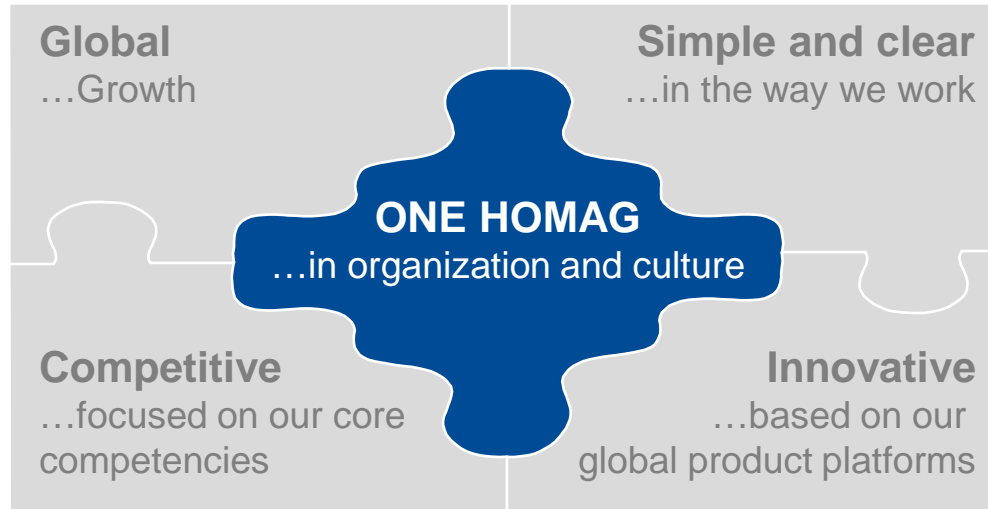 Global
…Growth
Simple and clear
…in the way we work
ONE HOMAG
…in organization and culture
Competitive
…focused on our core
competencies
Innovative
…based on our
global product platforms